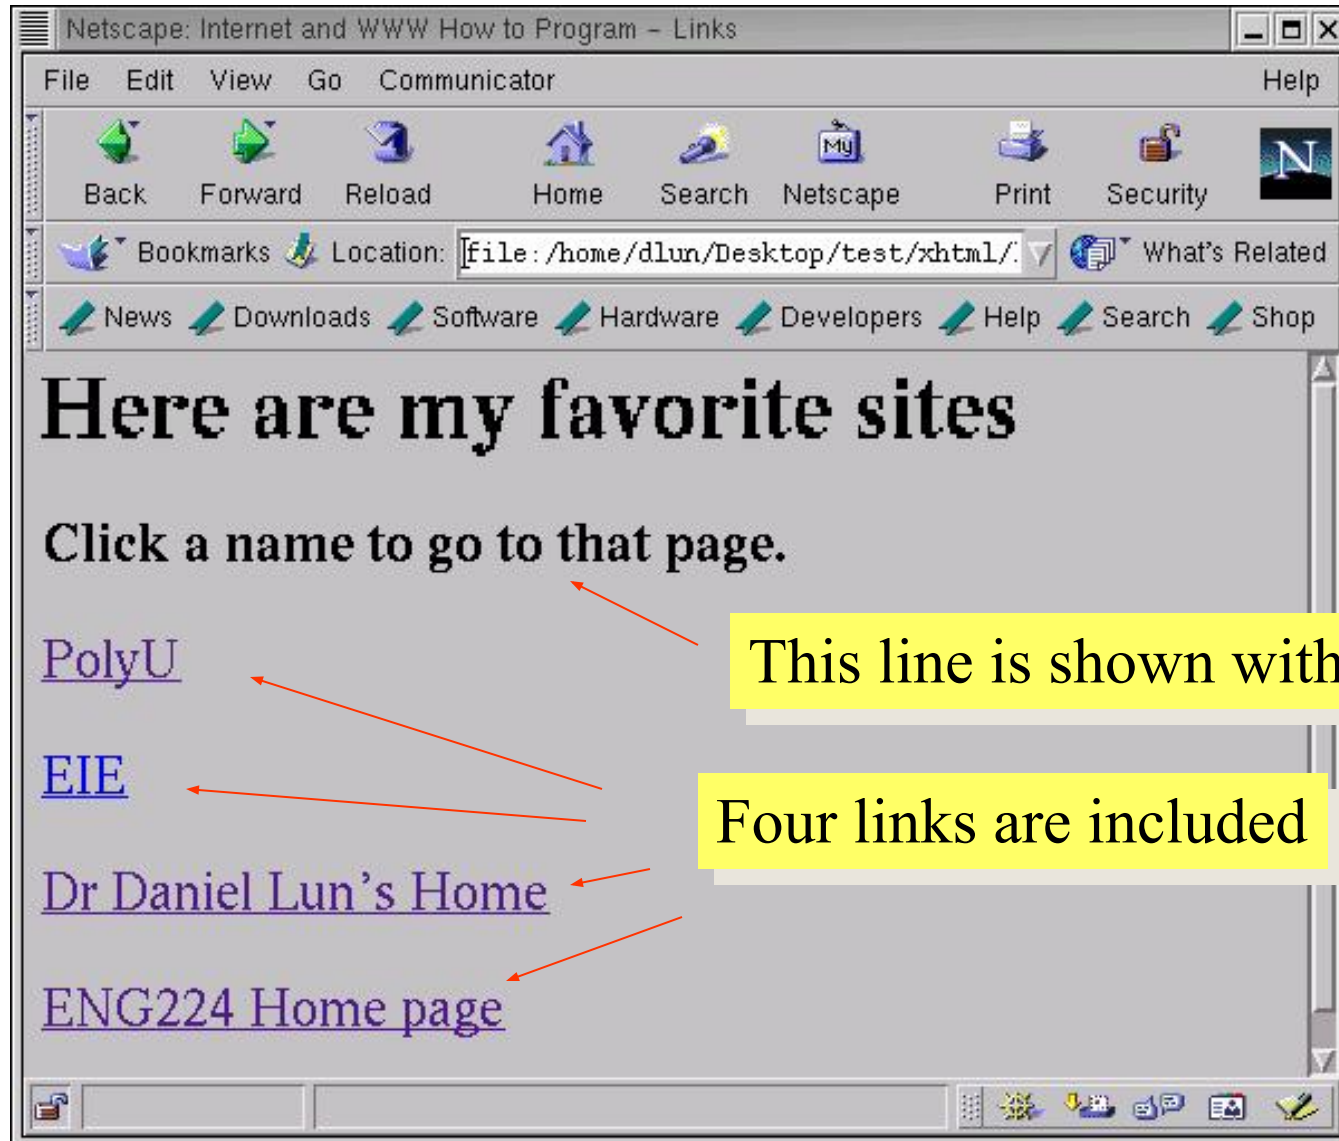 Netscape: Internet and WWW How to Program – Links
File Edit View Go Communicator Help
Back Forward Reload Home Search Netscape Print Security
My
N
Bookmarks Location: file:/home/dlun/Desktop/test/xhtml/ What's Related
News Downloads Software Hardware Developers Help Search Shop
Here are my favorite sites
Click a name to go to that page.
This line is shown with
PolyU
EIE
Four links are included
Dr Daniel Lun's Home
ENG224 Home page